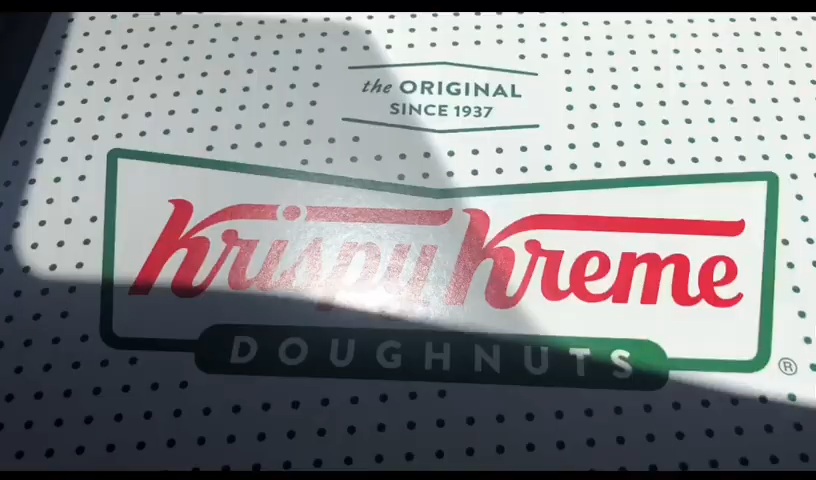 the ORIGINAL
SINCE 1937
Krispy Kreme
DOUGHNUTS
®